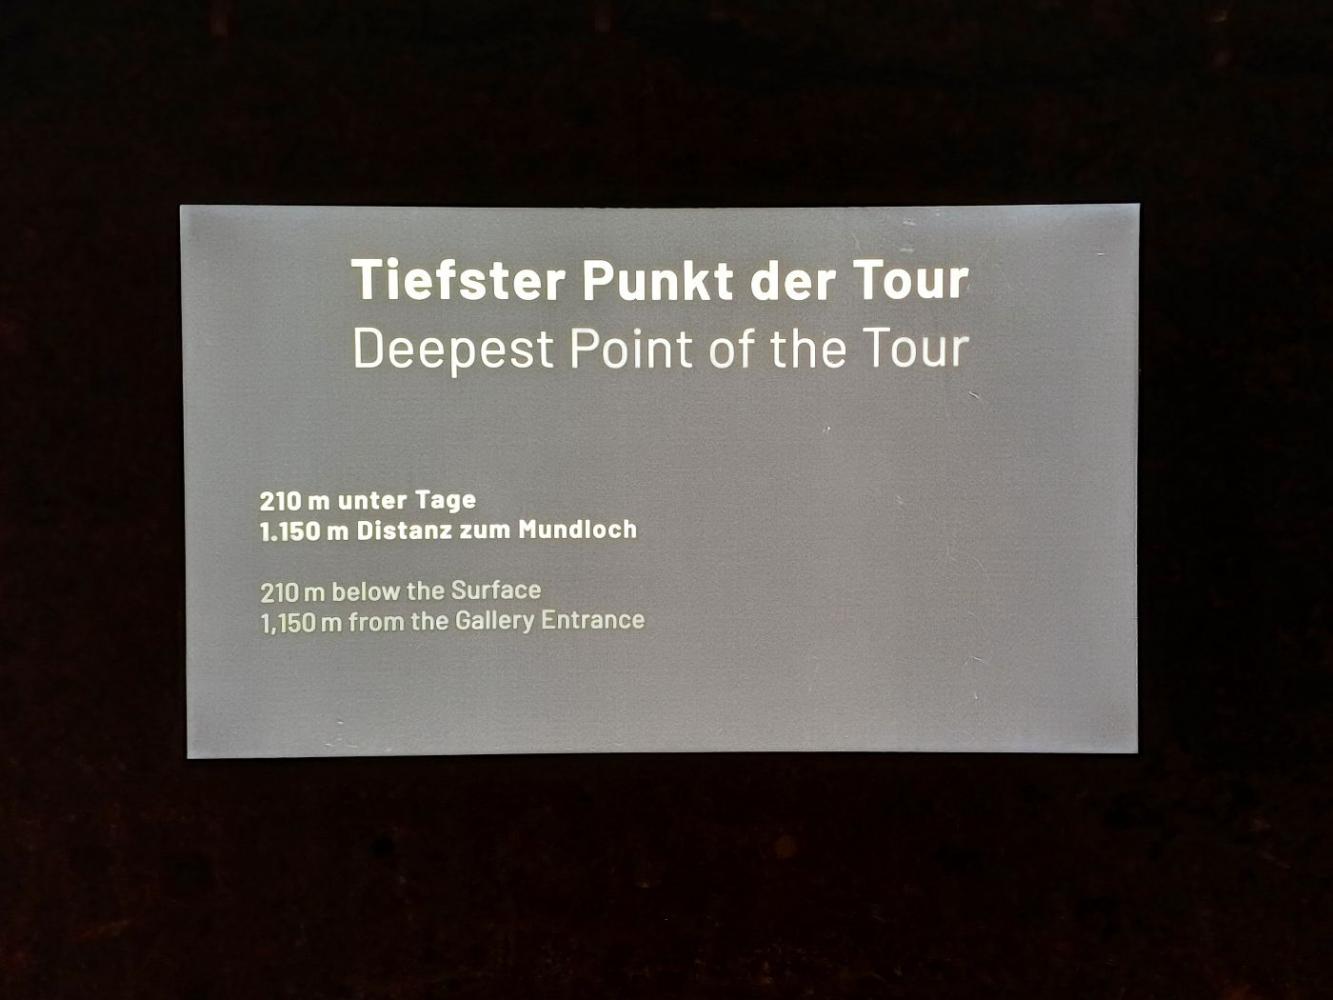 Tiefster Punkt der Tour
Deepest Point of the Tour
210 m unter Tage
1.150 m Distanz zum Mundloch
210 m below the Surface
1,150 m from the Gallery Entrance